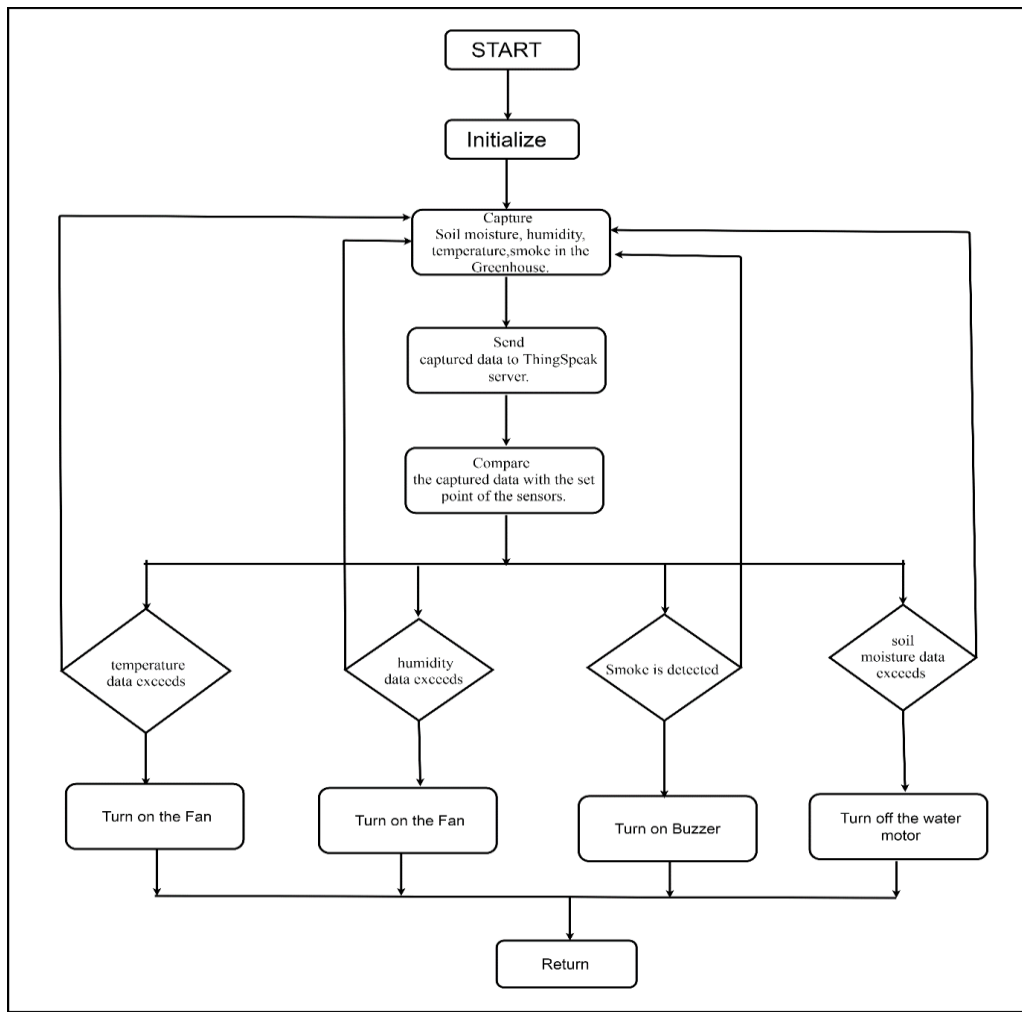 START
Initialize
Capture
Soil moisture, humidity,
temperature,smoke in the
Greenhouse.
Send
captured data to ThingSpeak
server.
Compare
the captured data with the set
point of the sensors.
temperature
data exceeds
humidity
data exceeds
Smoke is detected
soil
moisture data
exceeds
Turn on the Fan
Turn on the Fan
Turn on Buzzer
Turn off the water
motor
Return